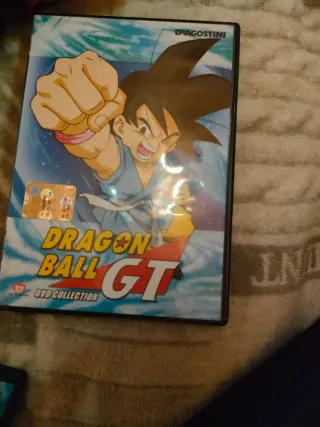 DeAGOSTINI
DRAGON
BALL
GT
DVD COLLECTION